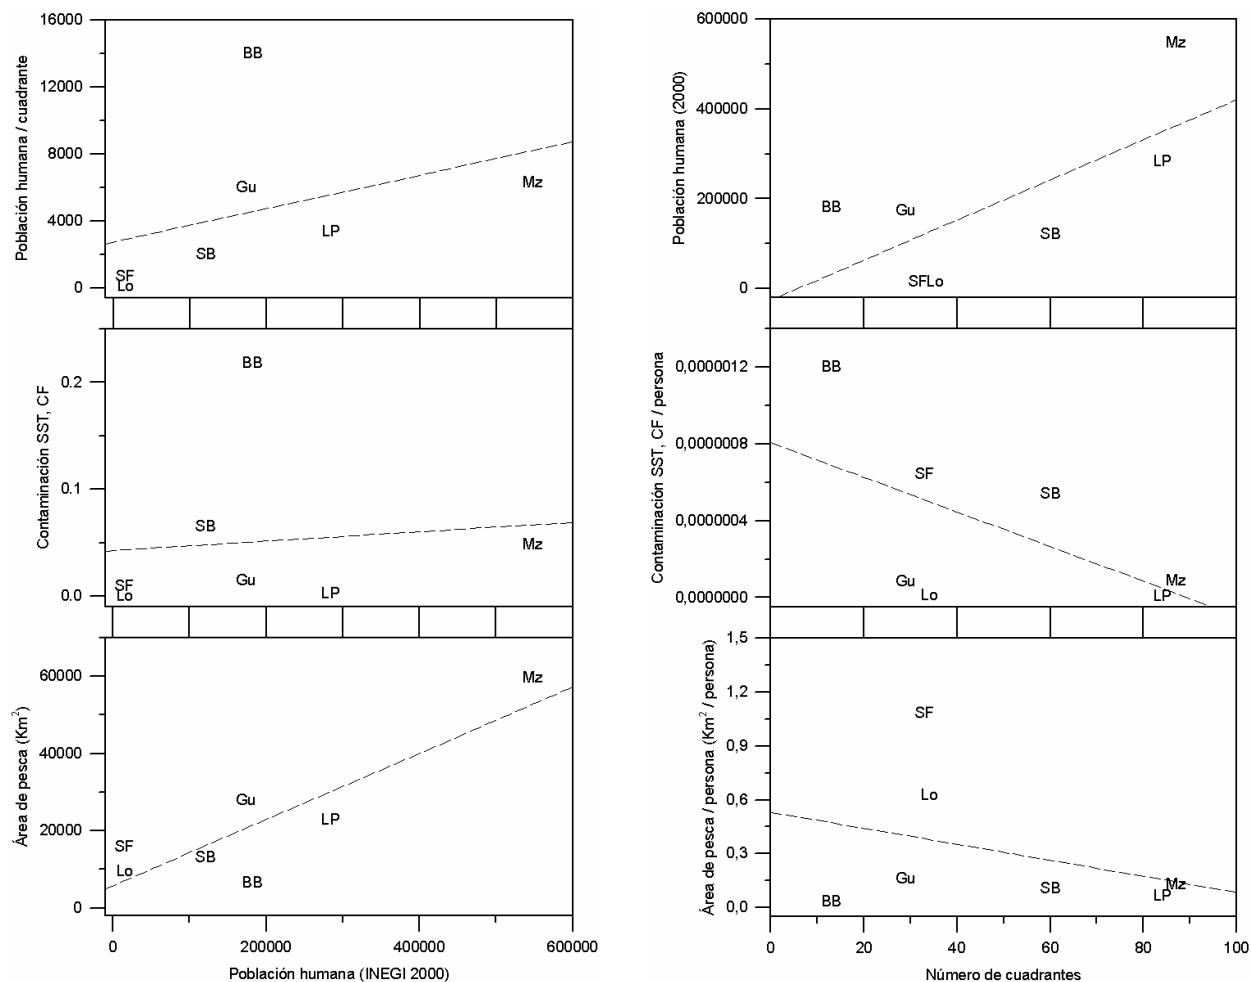 Población humana / cuadrante
16000
12000
8000
4000
0
BB
Gu
Mz
LP
SB
SF
Lo
Contaminación SST, CF
0.2
0.1
0.0
BB
SB
Mz
Gu
SF
LP
Lo
Área de pesca (Km²)
60000
40000
20000
0
Mz
Gu
LP
SF
SB
Lo
BB
0 200000 400000 600000
Población humana (INEGI 2000)
Población humana (2000)
600000
400000
200000
0
Mz
LP
BB
Gu
SB
SFLo
Contaminación SST, CF / persona
0,0000012
0,0000008
0,0000004
0,0000000
BB
SF
SB
Gu
Mz
Lo
LP
Área de pesca / persona (Km² / persona)
1,5
1,2
0,9
0,6
0,3
0,0
SF
Lo
Gu
Mz
SB
LP
BB
0 20 40 60 80 100
Número de cuadrantes